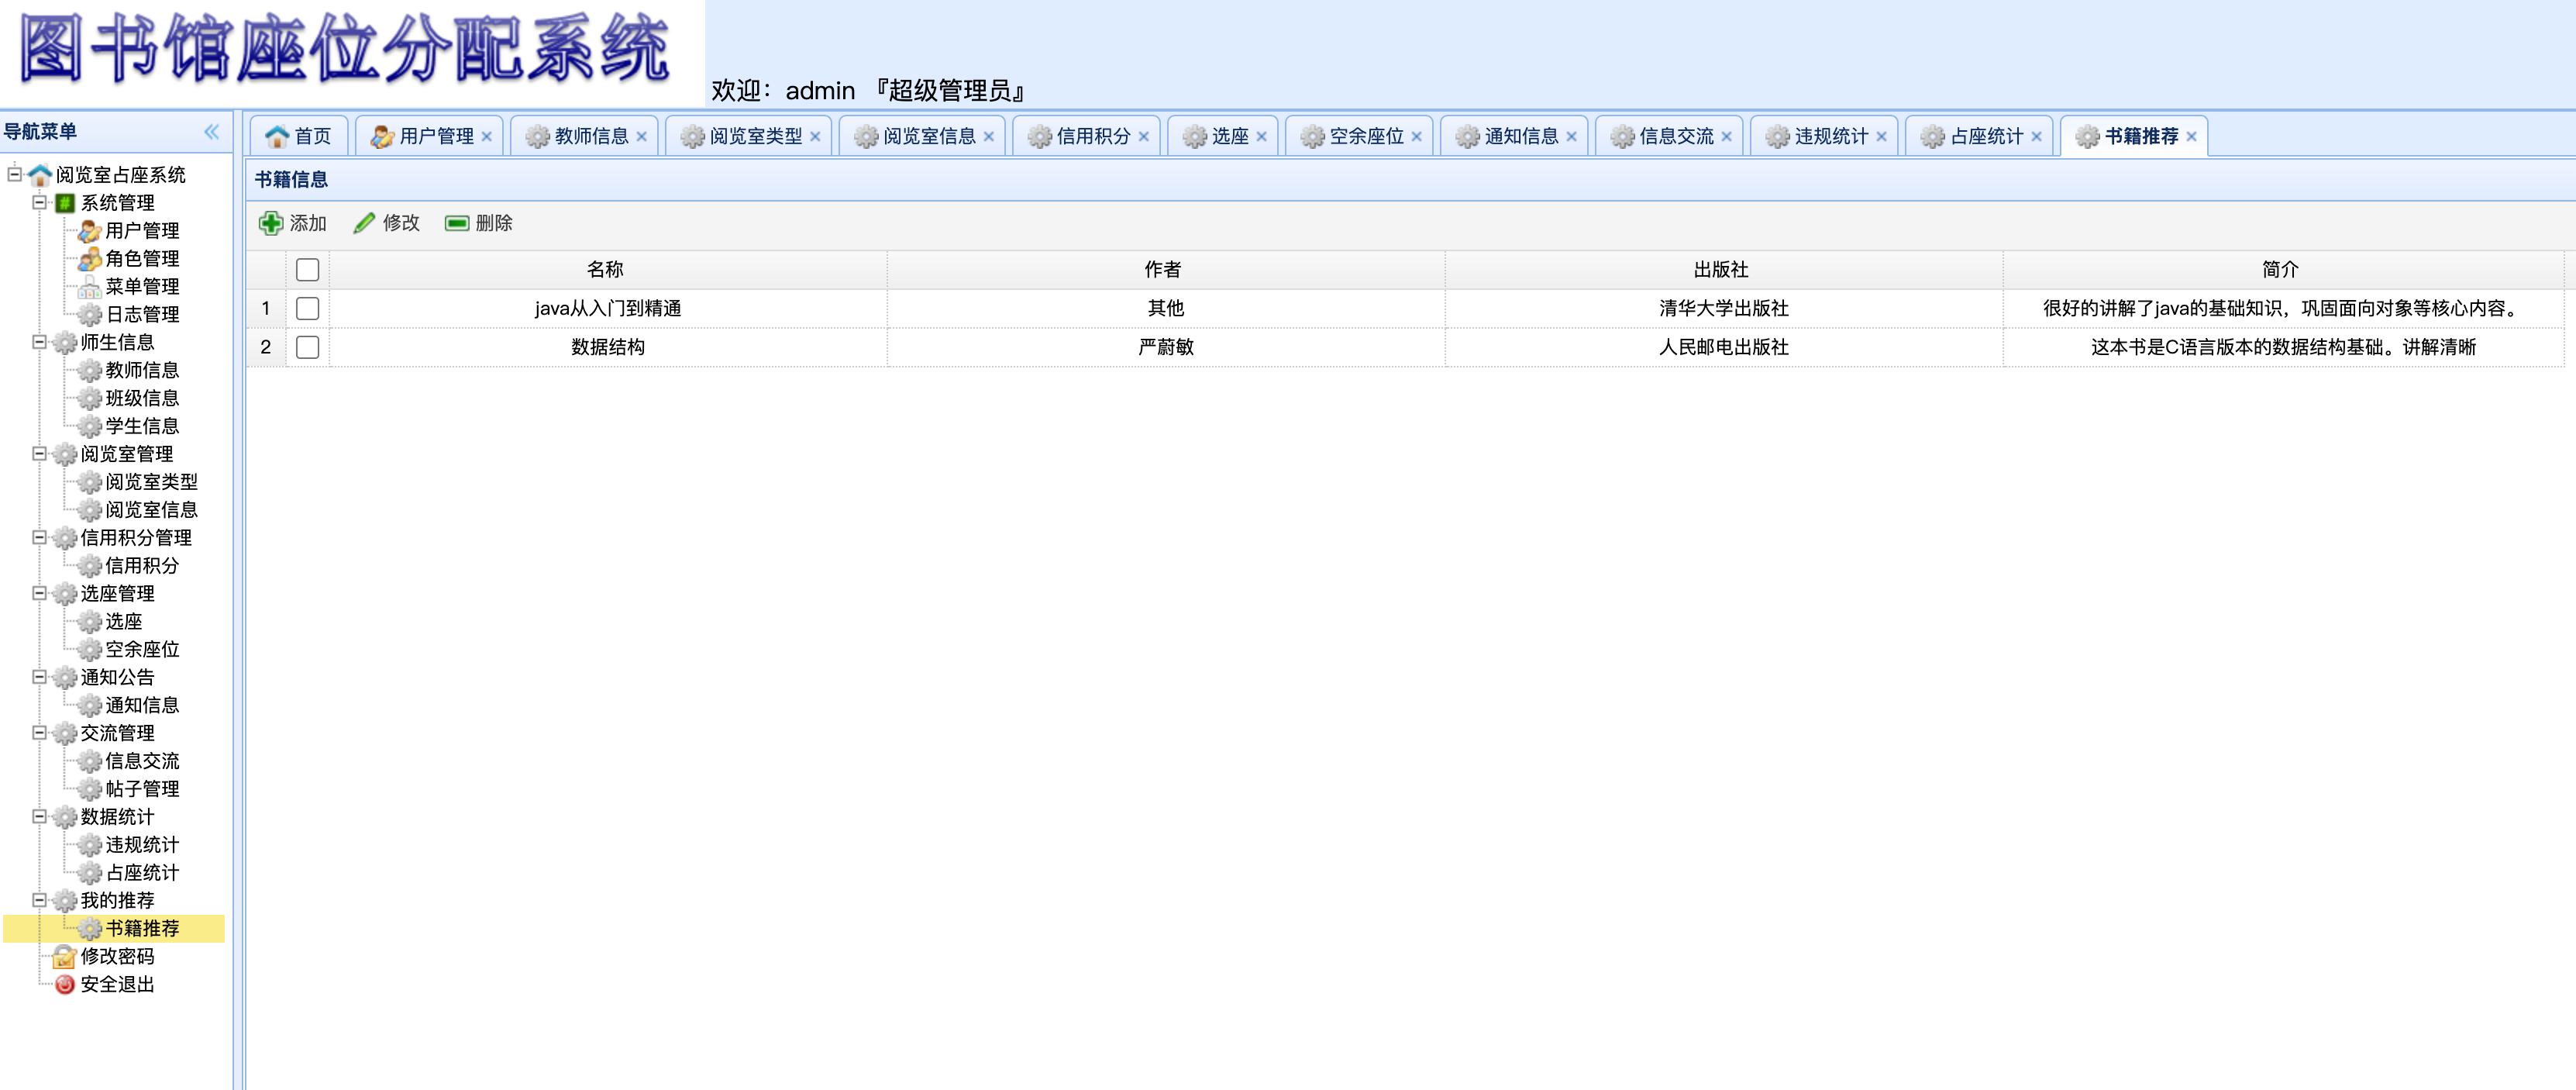 图书馆座位分配系统
欢迎：admin 『超级管理员』
导航菜单
首页 用户管理 教师信息 阅览室类型 阅览室信息 信用积分 选座 空余座位 通知信息 信息交流 违规统计 占座统计 书籍推荐
阅览室占座系统
系统管理
用户管理
角色管理
菜单管理
日志管理
师生信息
教师信息
班级信息
学生信息
阅览室管理
阅览室类型
阅览室信息
信用积分管理
信用积分
选座管理
选座
空余座位
通知公告
通知信息
交流管理
信息交流
帖子管理
数据统计
违规统计
占座统计
我的推荐
书籍推荐
修改密码
安全退出
书籍信息
添加 修改 删除
名称 作者 出版社 简介
1 java从入门到精通 其他 清华大学出版社 很好的讲解了java的基础知识，巩固面向对象等核心内容。
2 数据结构 严蔚敏 人民邮电出版社 这本书是C语言版本的数据结构基础。讲解清晰